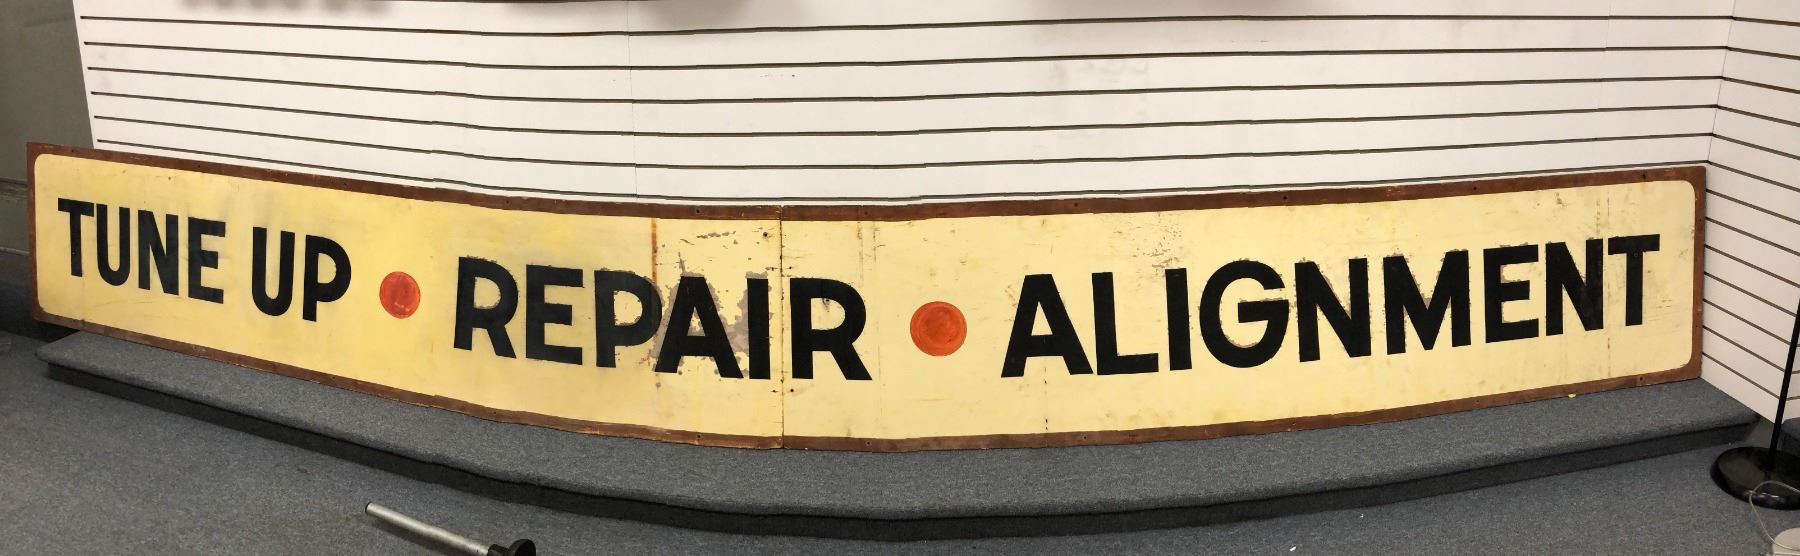 TUNE UP • REPAIR • ALIGNMENT